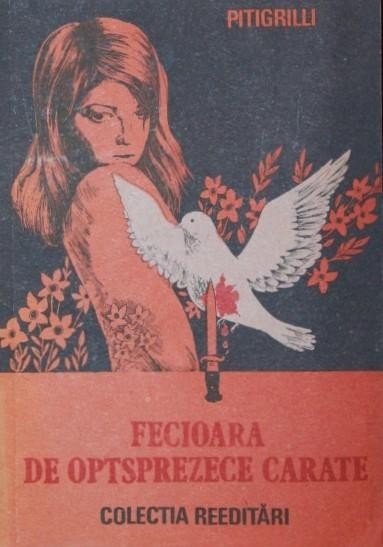 PITIGRILLI
FECIOARA
DE OPTSPREZECE CARATE
COLECTIA REEDITĂRI